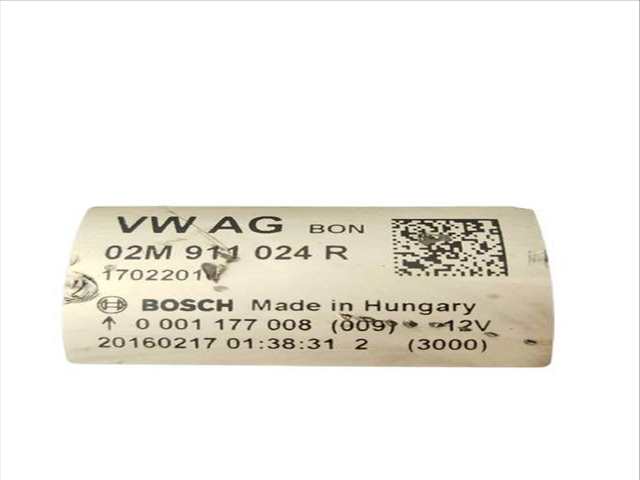 VW AG BON
02M 911 024 R
BOSCH Made in Hungary
↑ 0 001 177 008 (009) 12V
20160217 01:38:31 2 (3000)